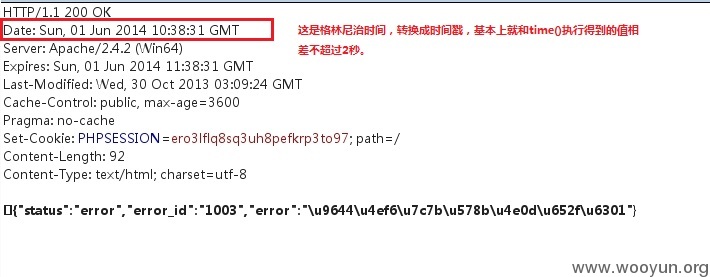 HTTP/1.1 200 OK
Date: Sun, 01 Jun 2014 10:38:31 GMT
这是格林尼治时间，转换成时间戳，基本上就和time()执行得到的值相
差不超过2秒。
Server: Apache/2.4.2 (Win64)
Expires: Sun, 01 Jun 2014 11:38:31 GMT
Last-Modified: Wed, 30 Oct 2013 03:09:24 GMT
Cache-Control: public, max-age=3600
Pragma: no-cache
Set-Cookie: PHPSESSION=ero3lflq8sq3uh8pefkrp3to97; path=/
Content-Length: 92
Content-Type: text/html; charset=utf-8
[]{"status":"error","error_id":"1003","error":"\u9644\u4ef6\u7c7b\u578b\u4e0d\u652f\u6301"}
www.wooyun.org